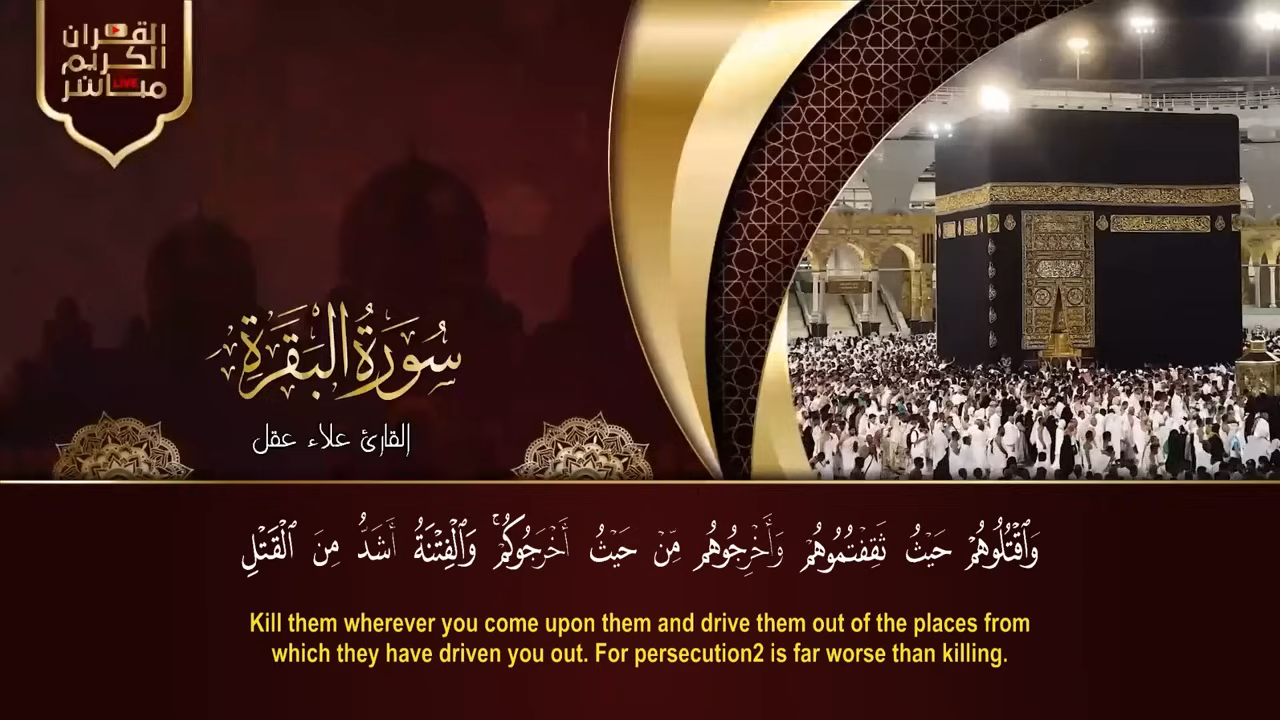 القرآن
الكريم
LIVE
مباشر
سُورَةُ البَقَرَة
القارئ علاء عقل
وَٱقْتُلُوهُمْ حَيْثُ ثَقِفْتُمُوهُمْ وَأَخْرِجُوهُم مِّنْ حَيْثُ أَخْرَجُوكُمْ ۚ وَٱلْفِتْنَةُ أَشَدُّ مِنَ ٱلْقَتْلِ
Kill them wherever you come upon them and drive them out of the places from
which they have driven you out. For persecution2 is far worse than killing.